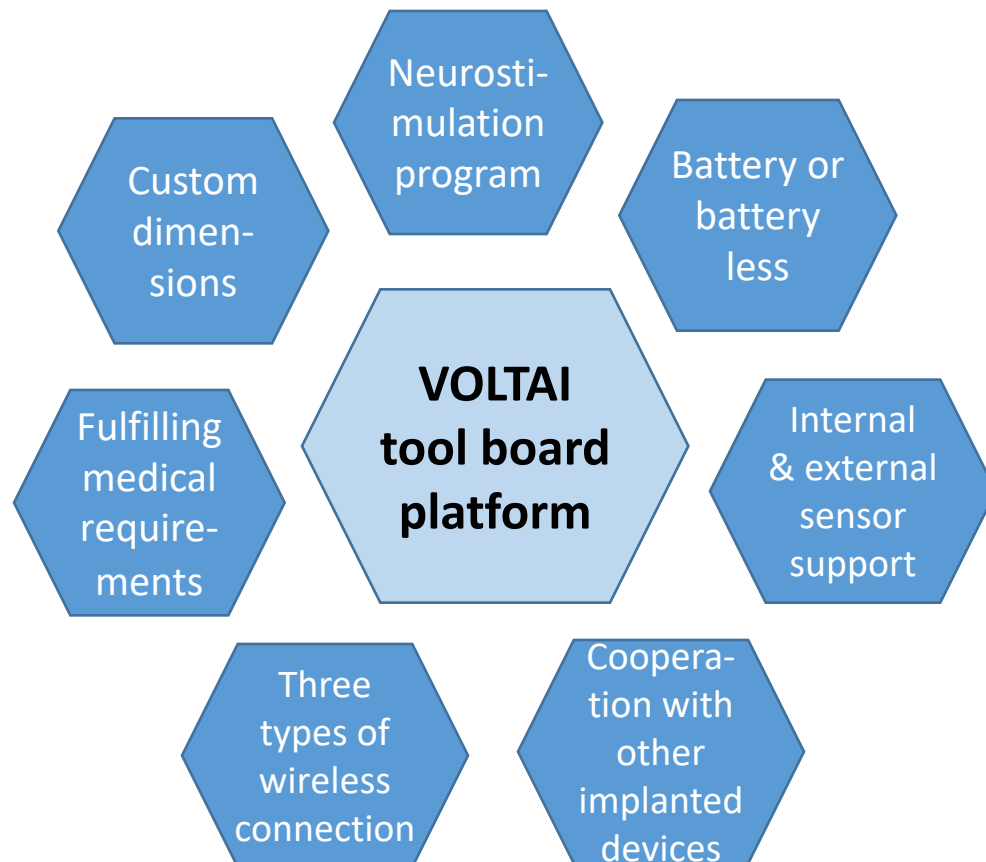 Neurosti-
mulation
program
Custom
dimen-
sions
Battery or
battery
less
VOLTAI
tool board
platform
Fulfilling
medical
require-
ments
Internal
& external
sensor
support
Three
types of
wireless
connection
Coopera-
tion with
other
implanted
devices